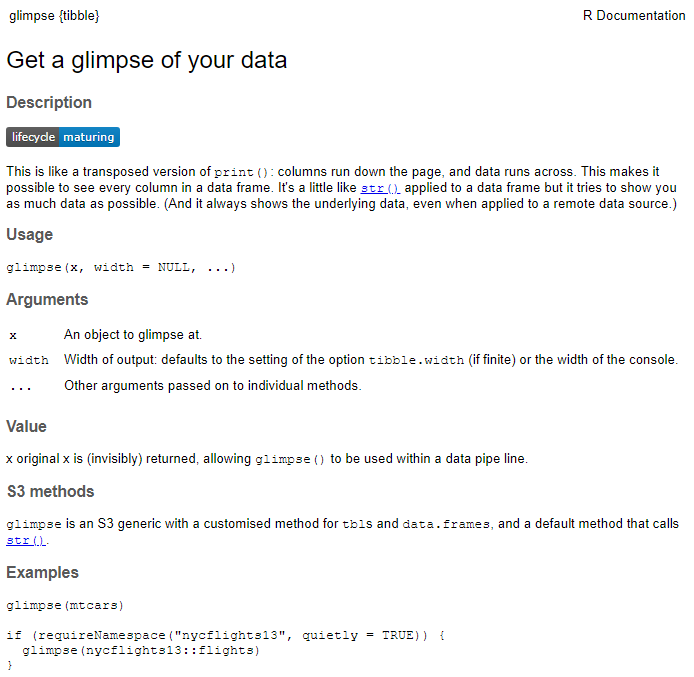 glimpse {tibble} R Documentation
Get a glimpse of your data
Description
lifecycle maturing
This is like a transposed version of print(): columns run down the page, and data runs across. This makes it
possible to see every column in a data frame. It's a little like str() applied to a data frame but it tries to show you
as much data as possible. (And it always shows the underlying data, even when applied to a remote data source.)
Usage
glimpse(x, width = NULL, ...)
Arguments
x An object to glimpse at.
width Width of output: defaults to the setting of the option tibble.width (if finite) or the width of the console.
... Other arguments passed on to individual methods.
Value
x original x is (invisibly) returned, allowing glimpse() to be used within a data pipe line.
S3 methods
glimpse is an S3 generic with a customised method for tbls and data.frames, and a default method that calls
str().
Examples
glimpse(mtcars)
if (requireNamespace("nycflights13", quietly = TRUE)) {
  glimpse(nycflights13::flights)
}